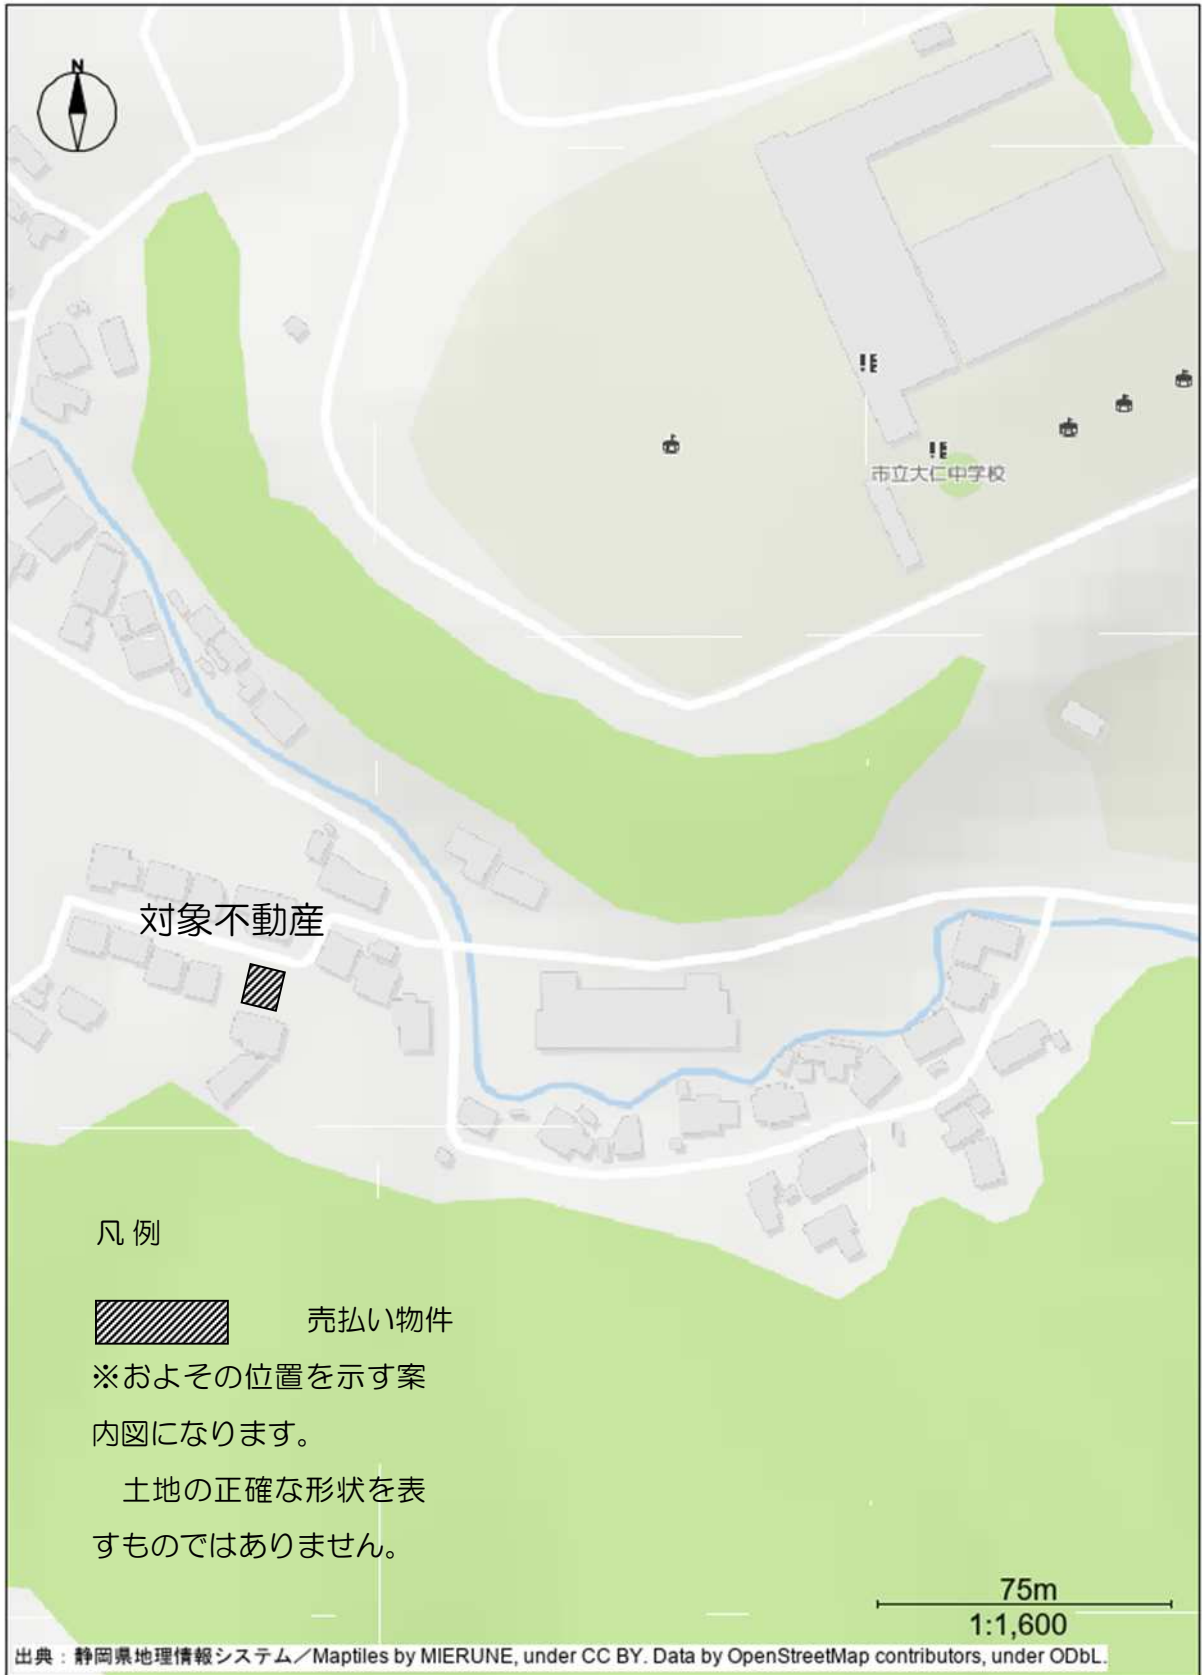 N
市立大仁中学校
対象不動産
凡 例
売払い物件
※およその位置を示す案
内図になります。
　土地の正確な形状を表
すものではありません。
75m
1:1,600
出典：静岡県地理情報システム／Maptiles by MIERUNE, under CC BY. Data by OpenStreetMap contributors, under ODbL.